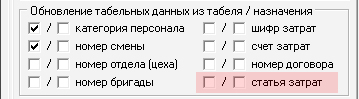 Обновление табельных данных из табеля / назначения
/ категория персонала / шифр затрат
/ номер смены / счет затрат
/ номер отдела (цеха) / номер договора
/ номер бригады / статья затрат